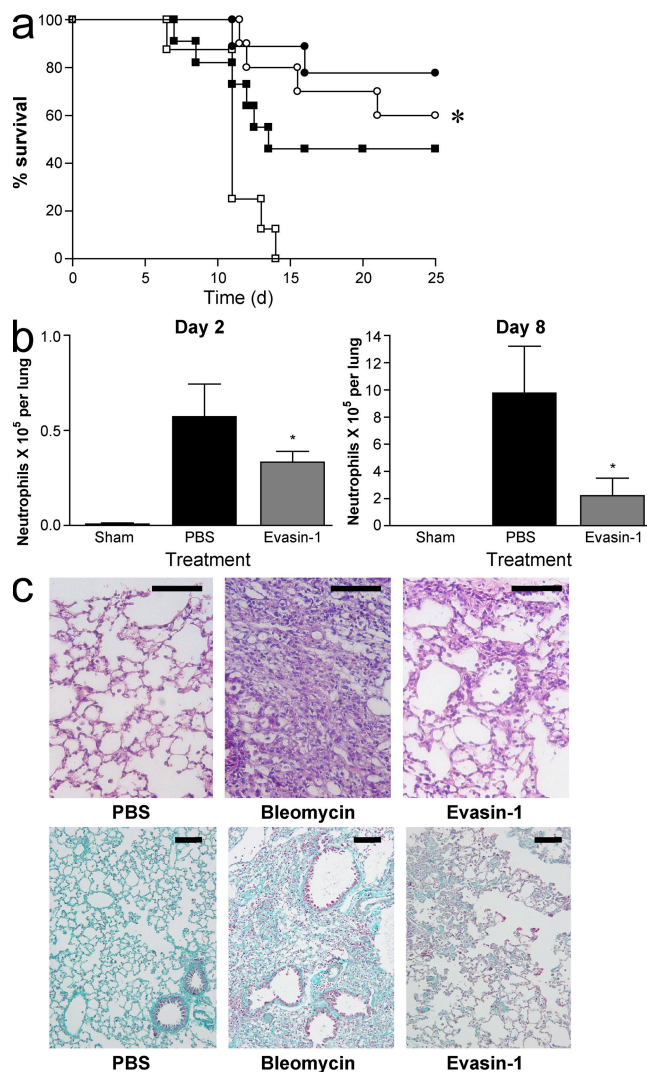 a
100
80
60
40
20
0
% survival
*
0 5 10 15 20 25
Time (d)
b
Day 2
Neutrophils X 10⁵ per lung
1.0
0.5
0.0
*
Sham PBS Evasin-1
Treatment
Day 8
Neutrophils X 10⁵ per lung
14
12
10
8
6
4
2
0
*
Sham PBS Evasin-1
Treatment
c
PBS Bleomycin Evasin-1
PBS Bleomycin Evasin-1